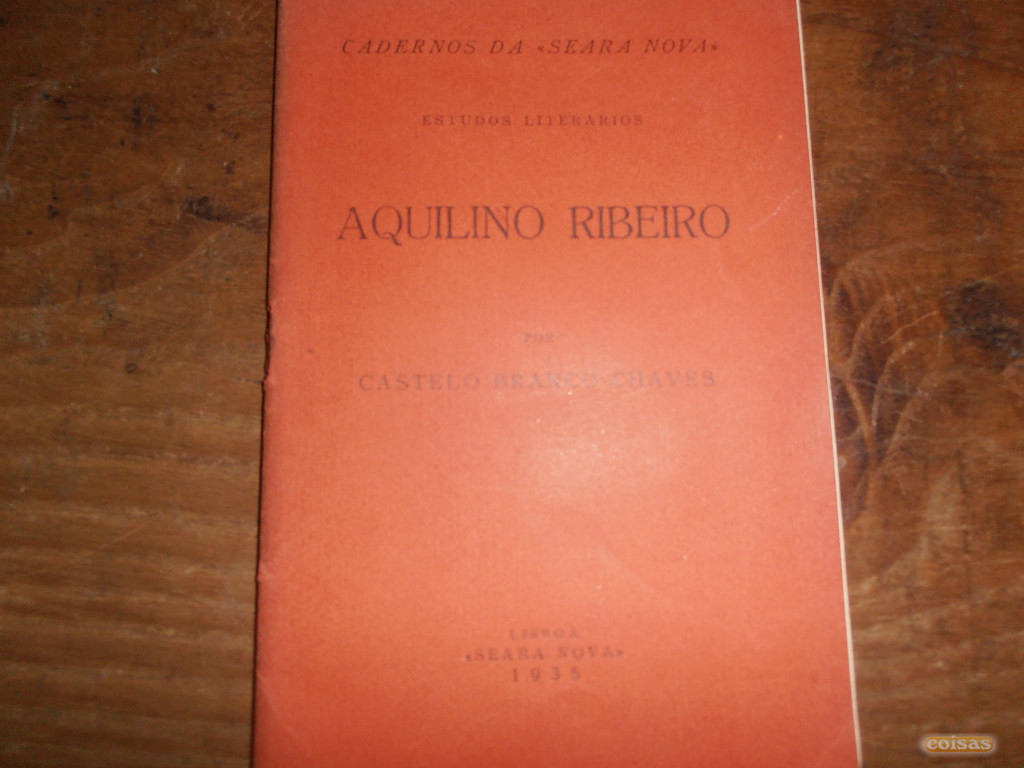 CADERNOS DA «SEARA NOVA»
ESTUDOS LITERARIOS
AQUILINO RIBEIRO
POR
CASTELO BRANCO CHAVES
LISBOA
«SEARA NOVA»
1935
coisas